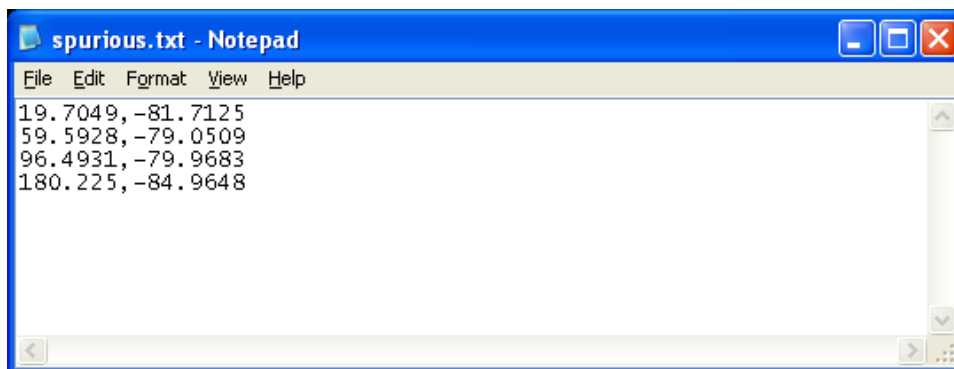 spurious.txt - Notepad
File Edit Format View Help
19.7049,-81.7125
59.5928,-79.0509
96.4931,-79.9683
180.225,-84.9648